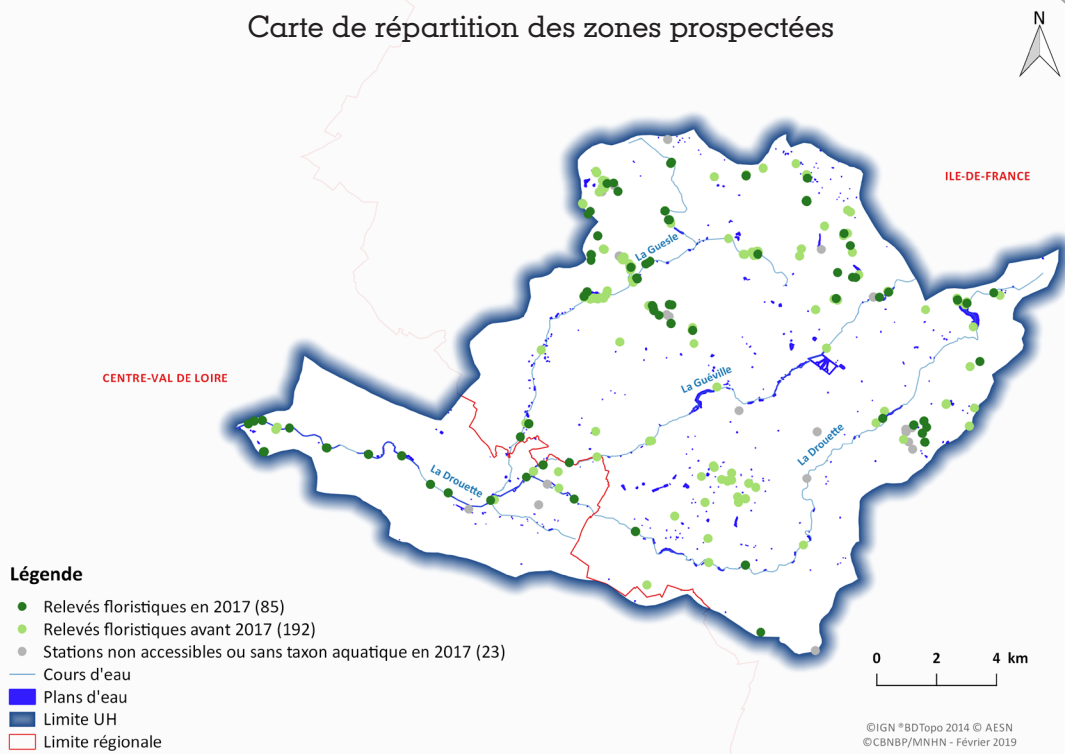 Carte de répartition des zones prospectées
N
ILE-DE-FRANCE
La Guesle
CENTRE-VAL DE LOIRE
La Guéville
La Drouette
La Drouette
Légende
Relevés floristiques en 2017 (85)
Relevés floristiques avant 2017 (192)
Stations non accessibles ou sans taxon aquatique en 2017 (23)
Cours d'eau
Plans d'eau
Limite UH
Limite régionale
0 2 4 km
©IGN ®BDTopo 2014 © AESN
©CBNBP/MNHN - Février 2019